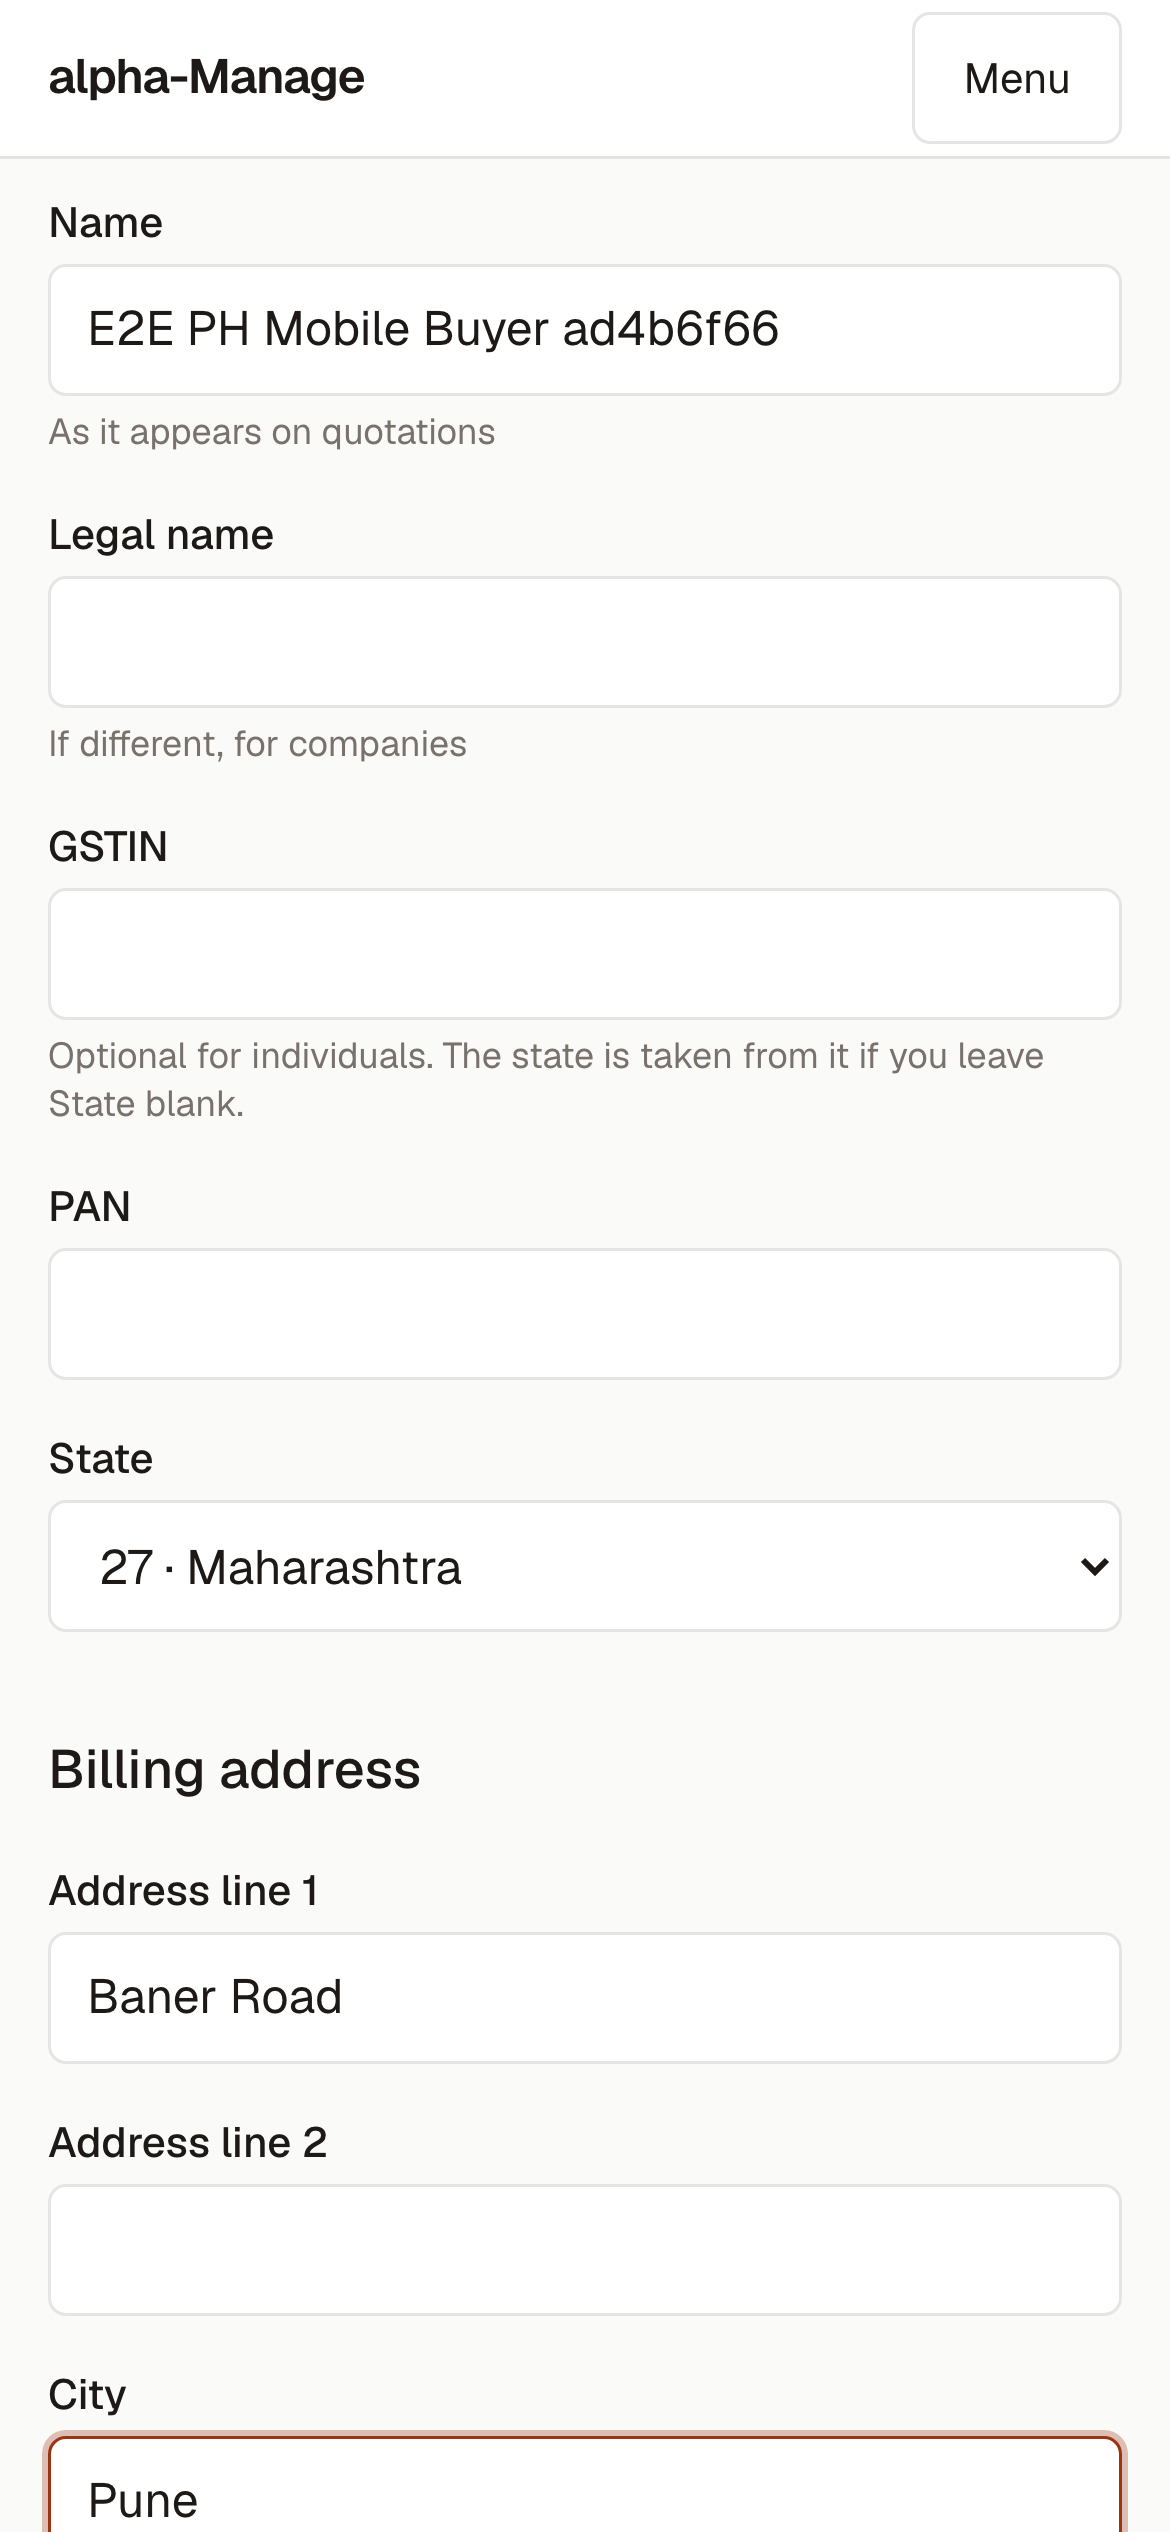 alpha-Manage
Menu
Name
E2E PH Mobile Buyer ad4b6f66
As it appears on quotations
Legal name
If different, for companies
GSTIN
Optional for individuals. The state is taken from it if you leave
State blank.
PAN
State
27 · Maharashtra
Billing address
Address line 1
Baner Road
Address line 2
City
Pune